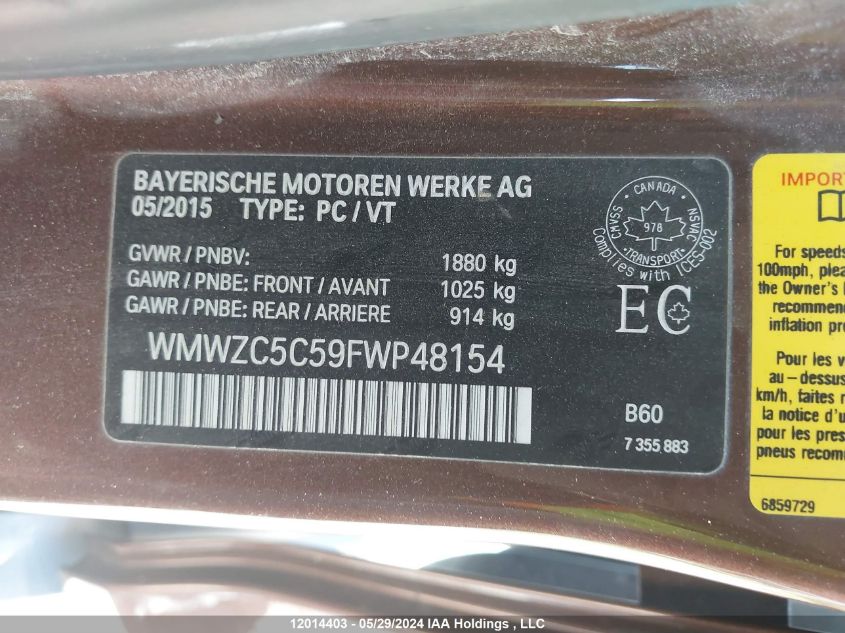 BAYERISCHE MOTOREN WERKE AG
05/2015 TYPE: PC / VT
GVWR / PNBV: 1880 kg
GAWR / PNBE: FRONT / AVANT 1025 kg
GAWR / PNBE: REAR / ARRIERE 914 kg
WMWZC5C59FWP48154
CANADA
CMVSS
NSVAC
978
TRANSPORT
Complies with ICES-002
EC
B60
7 355 883
IMPOR
For speeds
100mph, plea
the Owner's
recommen
inflation pr
Pour les v
au – dessus
km/h, faites
la notice d'u
pour les pres
pneus recom
6859729
12014403 - 05/29/2024 IAA Holdings , LLC